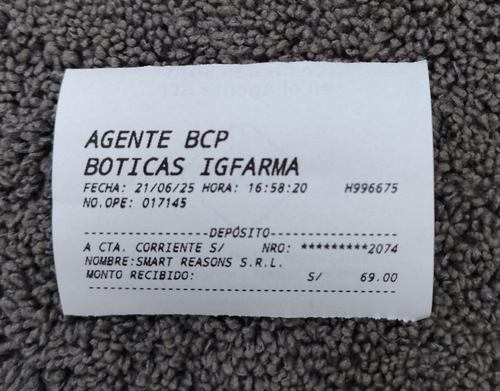 AGENTE BCP
BOTICAS IGFARMA
FECHA: 21/06/25 HORA: 16:58:20 H996675
NO.OPE: 017145
--------------------DEPÓSITO--------------------
A CTA. CORRIENTE S/ NRO: *********2074
NOMBRE:SMART REASONS S.R.L.
MONTO RECIBIDO: S/ 69.00
------------------------------------------------